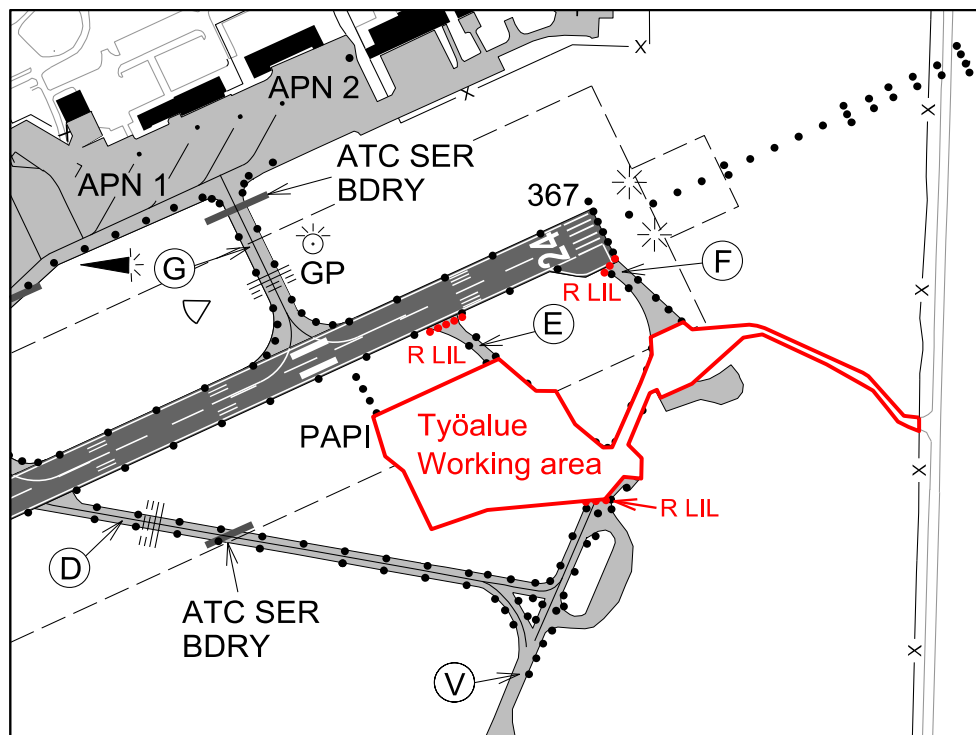 APN 2
APN 1
ATC SER
BDRY
367
24
G
GP
F
R LIL
E
R LIL
PAPI
Työalue
Working area
R LIL
D
ATC SER
BDRY
V
X
X
X
X
X
X